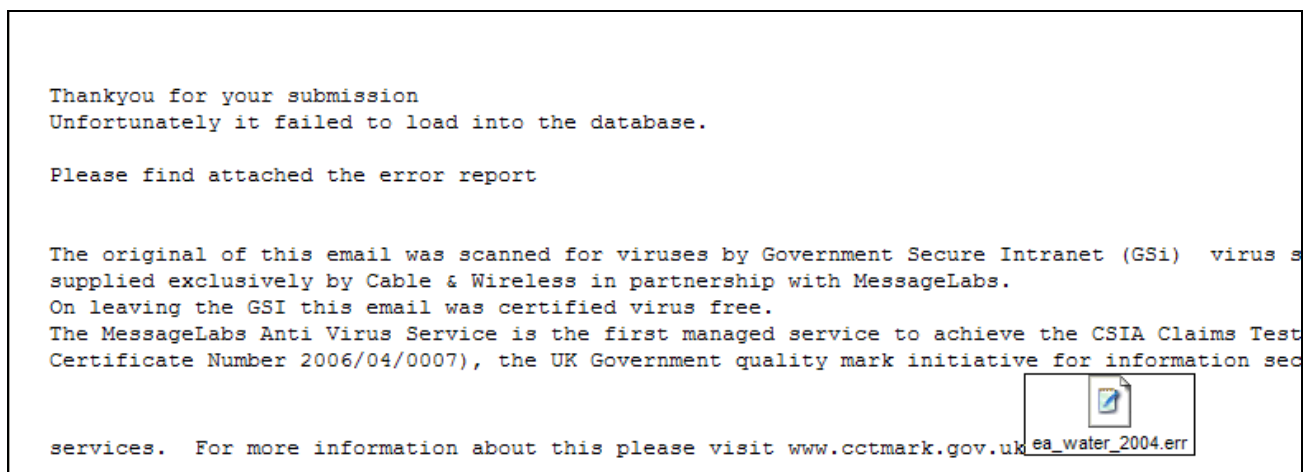 Thankyou for your submission
Unfortunately it failed to load into the database.
Please find attached the error report
The original of this email was scanned for viruses by Government Secure Intranet (GSi)  virus s
supplied exclusively by Cable & Wireless in partnership with MessageLabs.
On leaving the GSI this email was certified virus free.
The MessageLabs Anti Virus Service is the first managed service to achieve the CSIA Claims Test
Certificate Number 2006/04/0007), the UK Government quality mark initiative for information sec
services.  For more information about this please visit www.cctmark.gov.uk
ea_water_2004.err